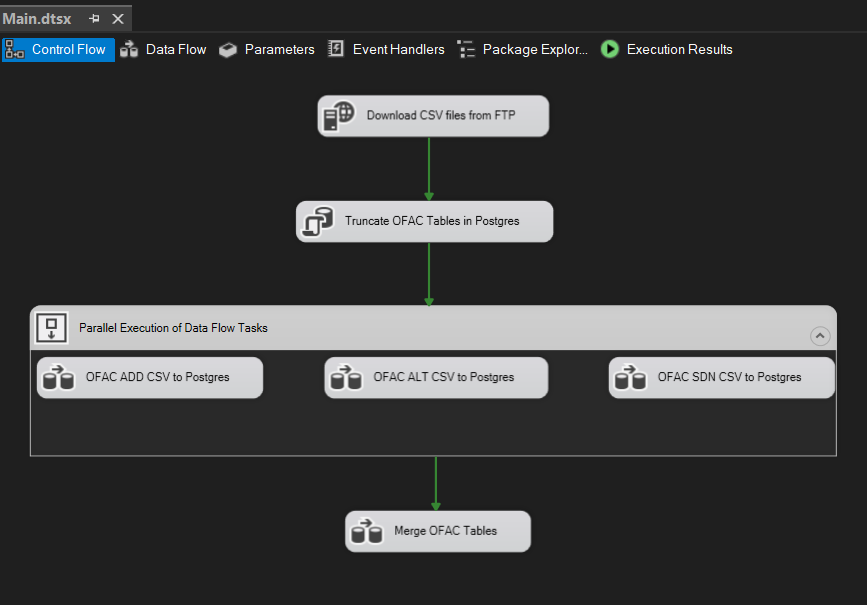 Main.dtsx
Control Flow
Data Flow
Parameters
Event Handlers
Package Explor...
Execution Results
Download CSV files from FTP
Truncate OFAC Tables in Postgres
Parallel Execution of Data Flow Tasks
OFAC ADD CSV to Postgres
OFAC ALT CSV to Postgres
OFAC SDN CSV to Postgres
Merge OFAC Tables